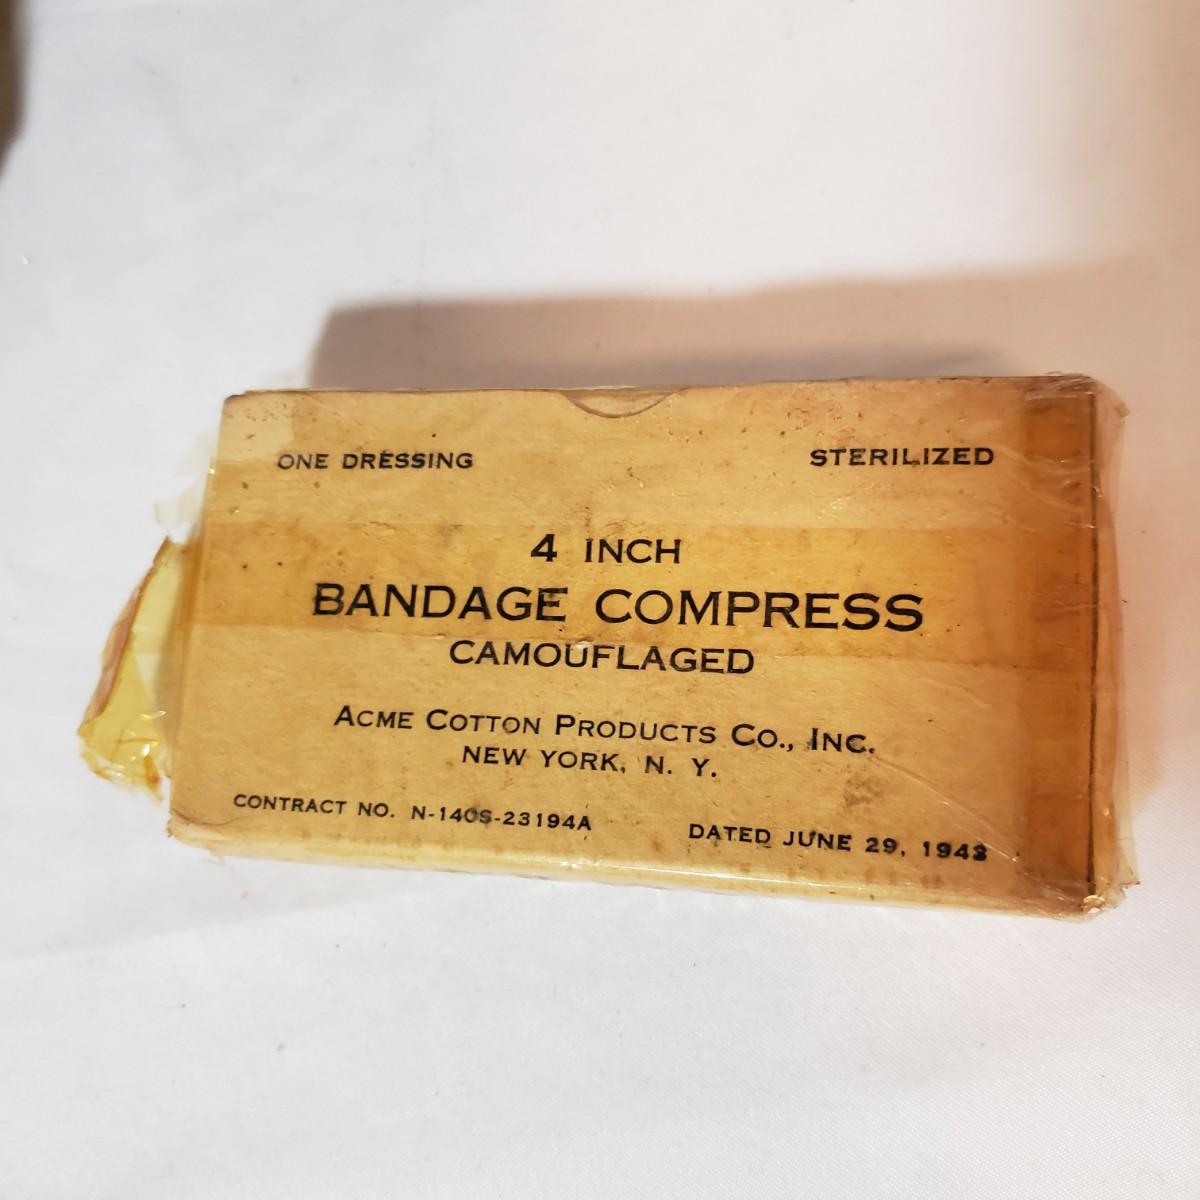 ONE DRESSING STERILIZED
4 INCH
BANDAGE COMPRESS
CAMOUFLAGED
ACME COTTON PRODUCTS CO., INC.
NEW YORK, N. Y.
CONTRACT NO. N-140S-23194A DATED JUNE 29, 1943